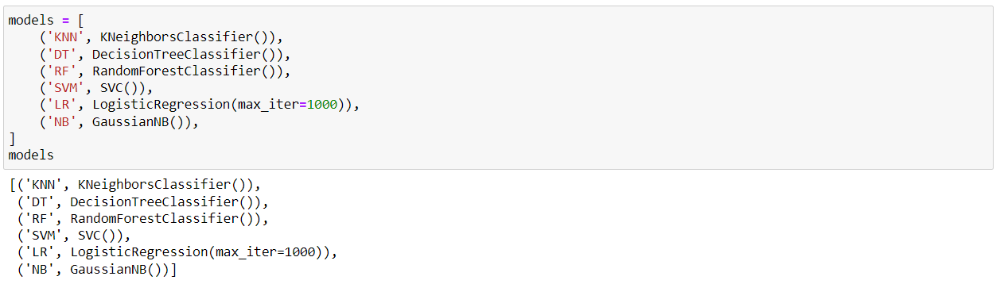 models = [
    ('KNN', KNeighborsClassifier()),
    ('DT', DecisionTreeClassifier()),
    ('RF', RandomForestClassifier()),
    ('SVM', SVC()),
    ('LR', LogisticRegression(max_iter=1000)),
    ('NB', GaussianNB()),
]
models
[('KNN', KNeighborsClassifier()),
 ('DT', DecisionTreeClassifier()),
 ('RF', RandomForestClassifier()),
 ('SVM', SVC()),
 ('LR', LogisticRegression(max_iter=1000)),
 ('NB', GaussianNB())]